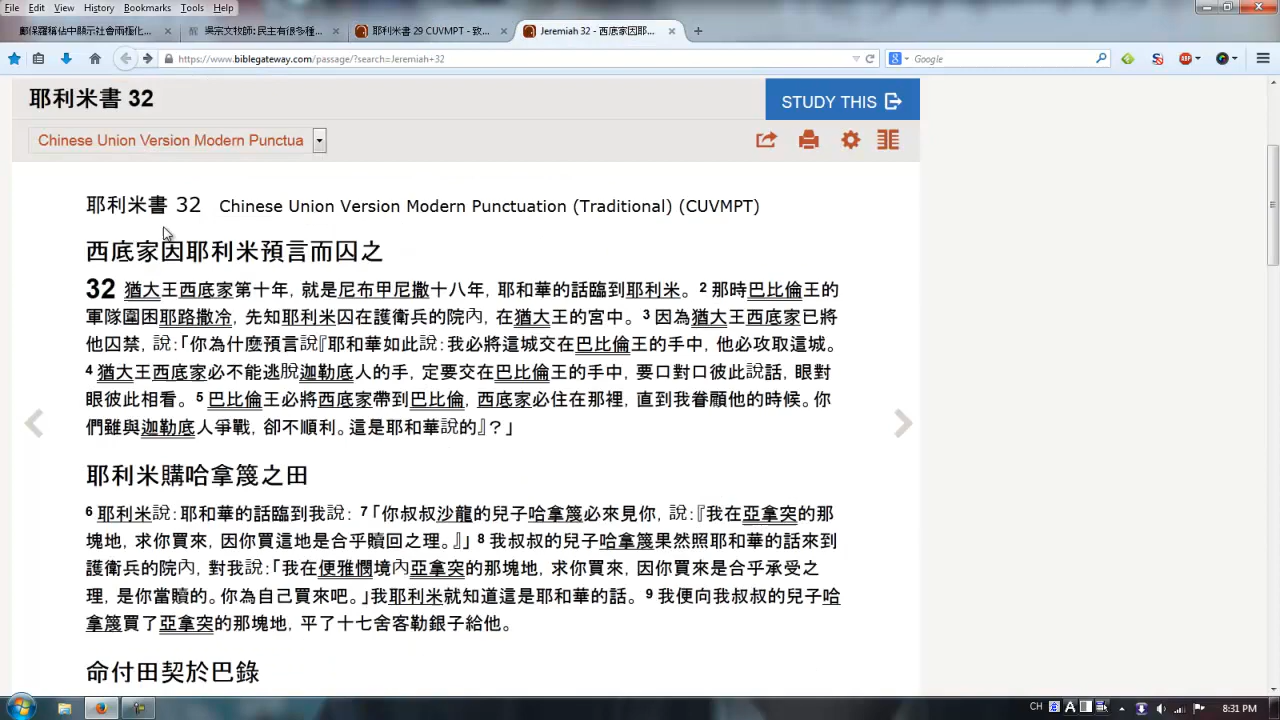 File Edit View History Bookmarks Tools Help
鄭保羅稱佔中顯示社會兩極化... × 吳宗文牧師: 民主有很多種... × 耶利米書 29 CUVMPT - 致... × Jeremiah 32 - 西底家因耶... × +
https://www.biblegateway.com/passage/?search=Jeremiah+32 Google
耶利米書 32 STUDY THIS
Chinese Union Version Modern Punctua
耶利米書 32 Chinese Union Version Modern Punctuation (Traditional) (CUVMPT)
西底家因耶利米預言而囚之
32 猶大王西底家第十年，就是尼布甲尼撒十八年，耶和華的話臨到耶利米。 2 那時巴比倫王的
軍隊圍困耶路撒冷，先知耶利米囚在護衛兵的院內，在猶大王的宮中。 3 因為猶大王西底家已將
他囚禁，說：「你為什麼預言說『耶和華如此說：我必將這城交在巴比倫王的手中，他必攻取這城。
4 猶大王西底家必不能逃脫迦勒底人的手，定要交在巴比倫王的手中，要口對口彼此說話，眼對
眼彼此相看。 5 巴比倫王必將西底家帶到巴比倫，西底家必住在那裡，直到我眷顧他的時候。你
們雖與迦勒底人爭戰，卻不順利。這是耶和華說的』？」
耶利米購哈拿篾之田
6 耶利米說：耶和華的話臨到我說： 7「你叔叔沙龍的兒子哈拿篾必來見你，說：『我在亞拿突的那
塊地，求你買來，因你買這地是合乎贖回之理。』」 8 我叔叔的兒子哈拿篾果然照耶和華的話來到
護衛兵的院內，對我說：「我在便雅憫境內亞拿突的那塊地，求你買來，因你買來是合乎承受之
理，是你當贖的。你為自己買來吧。」我耶利米就知道這是耶和華的話。 9 我便向我叔叔的兒子哈
拿篾買了亞拿突的那塊地，平了十七舍客勒銀子給他。
命付田契於巴錄
CH 8:31 PM